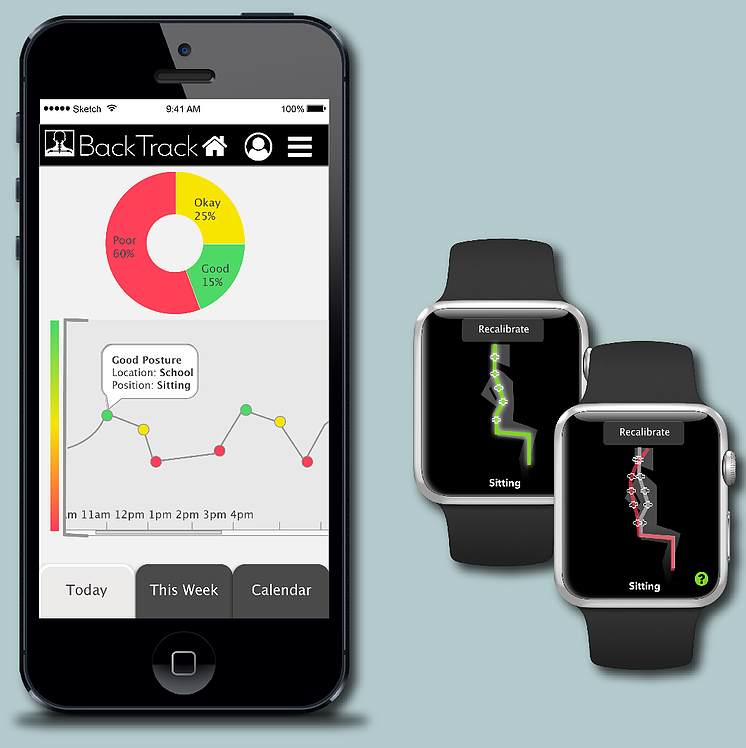 Sketch 9:41 AM 100%
BackTrack
Okay
25%
Poor
60%
Good
15%
Good Posture
Location: School
Position: Sitting
m 11am 12pm 1pm 2pm 3pm 4pm
Today This Week Calendar
Recalibrate
Sitting
Recalibrate
?
Sitting